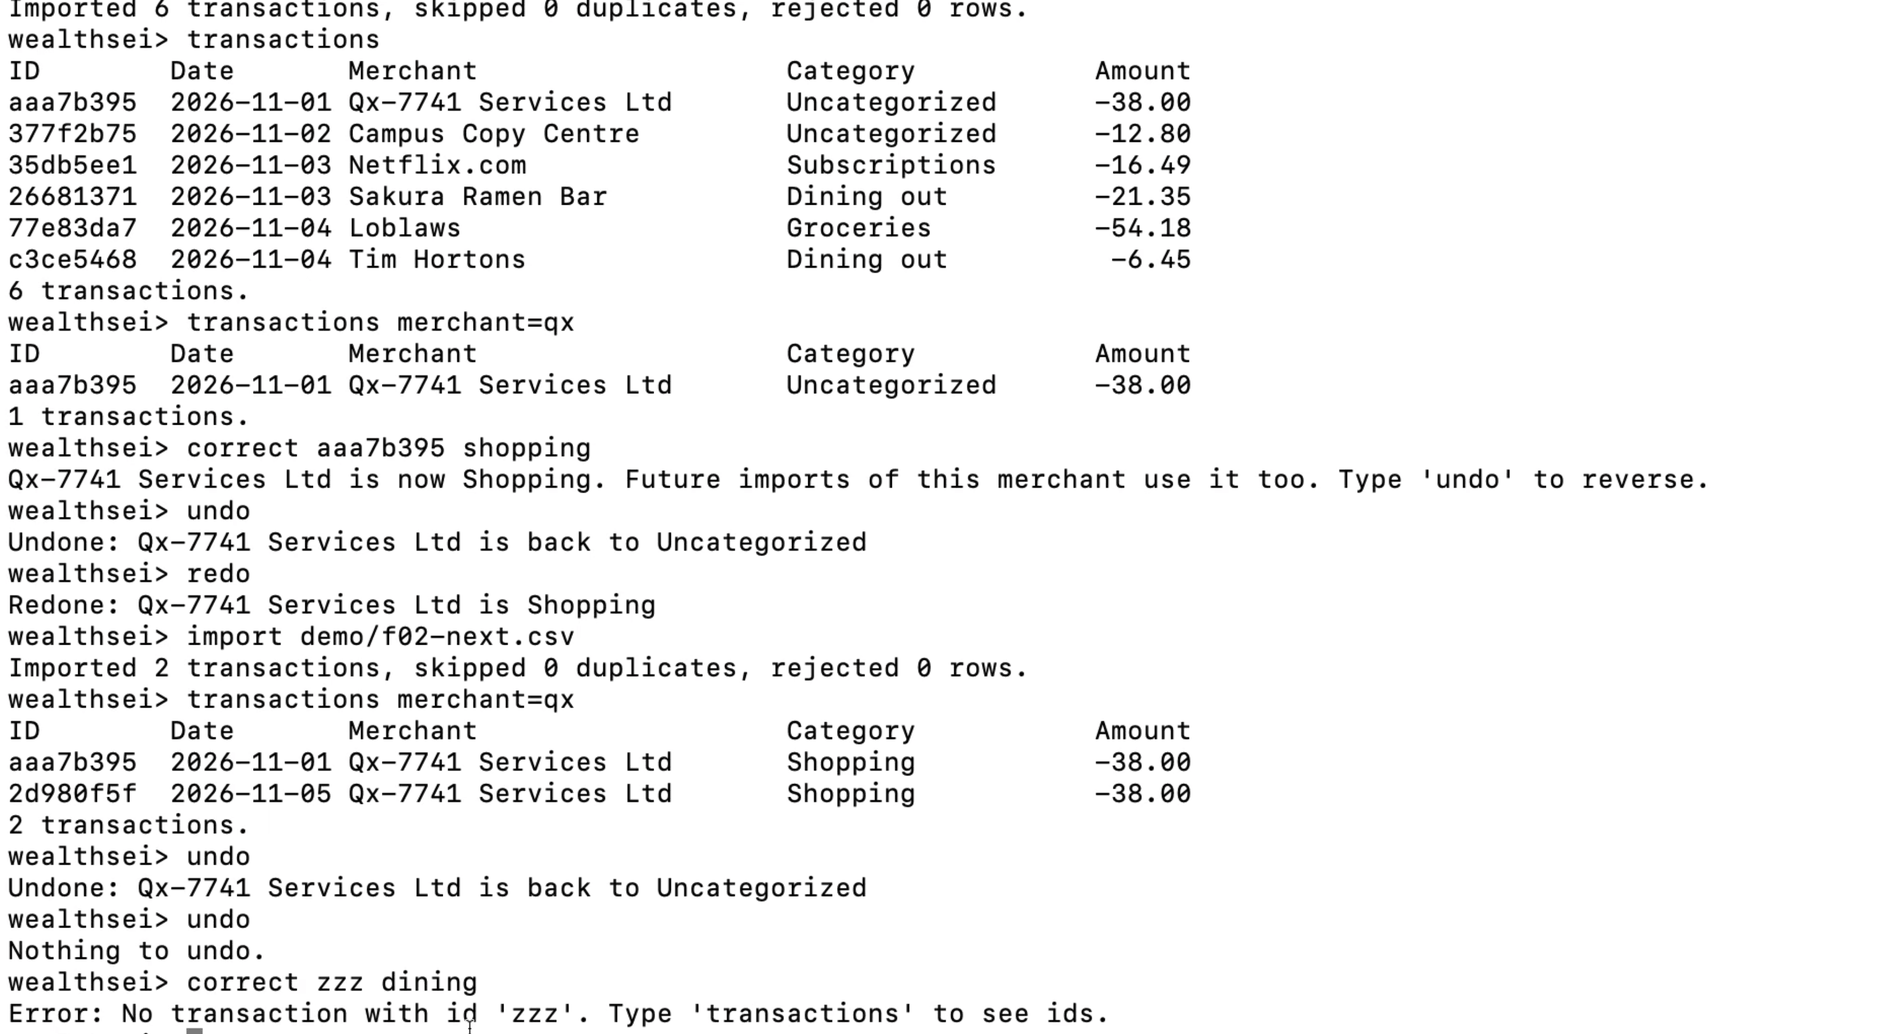 Imported 6 transactions, skipped 0 duplicates, rejected 0 rows.
wealthsei> transactions
ID        Date       Merchant                   Category           Amount
aaa7b395  2026-11-01 Qx-7741 Services Ltd       Uncategorized      -38.00
377f2b75  2026-11-02 Campus Copy Centre         Uncategorized      -12.80
35db5ee1  2026-11-03 Netflix.com                Subscriptions      -16.49
26681371  2026-11-03 Sakura Ramen Bar           Dining out         -21.35
77e83da7  2026-11-04 Loblaws                    Groceries          -54.18
c3ce5468  2026-11-04 Tim Hortons                Dining out          -6.45
6 transactions.
wealthsei> transactions merchant=qx
ID        Date       Merchant                   Category           Amount
aaa7b395  2026-11-01 Qx-7741 Services Ltd       Uncategorized      -38.00
1 transactions.
wealthsei> correct aaa7b395 shopping
Qx-7741 Services Ltd is now Shopping. Future imports of this merchant use it too. Type 'undo' to reverse.
wealthsei> undo
Undone: Qx-7741 Services Ltd is back to Uncategorized
wealthsei> redo
Redone: Qx-7741 Services Ltd is Shopping
wealthsei> import demo/f02-next.csv
Imported 2 transactions, skipped 0 duplicates, rejected 0 rows.
wealthsei> transactions merchant=qx
ID        Date       Merchant                   Category           Amount
aaa7b395  2026-11-01 Qx-7741 Services Ltd       Shopping           -38.00
2d980f5f  2026-11-05 Qx-7741 Services Ltd       Shopping           -38.00
2 transactions.
wealthsei> undo
Undone: Qx-7741 Services Ltd is back to Uncategorized
wealthsei> undo
Nothing to undo.
wealthsei> correct zzz dining
Error: No transaction with id 'zzz'. Type 'transactions' to see ids.